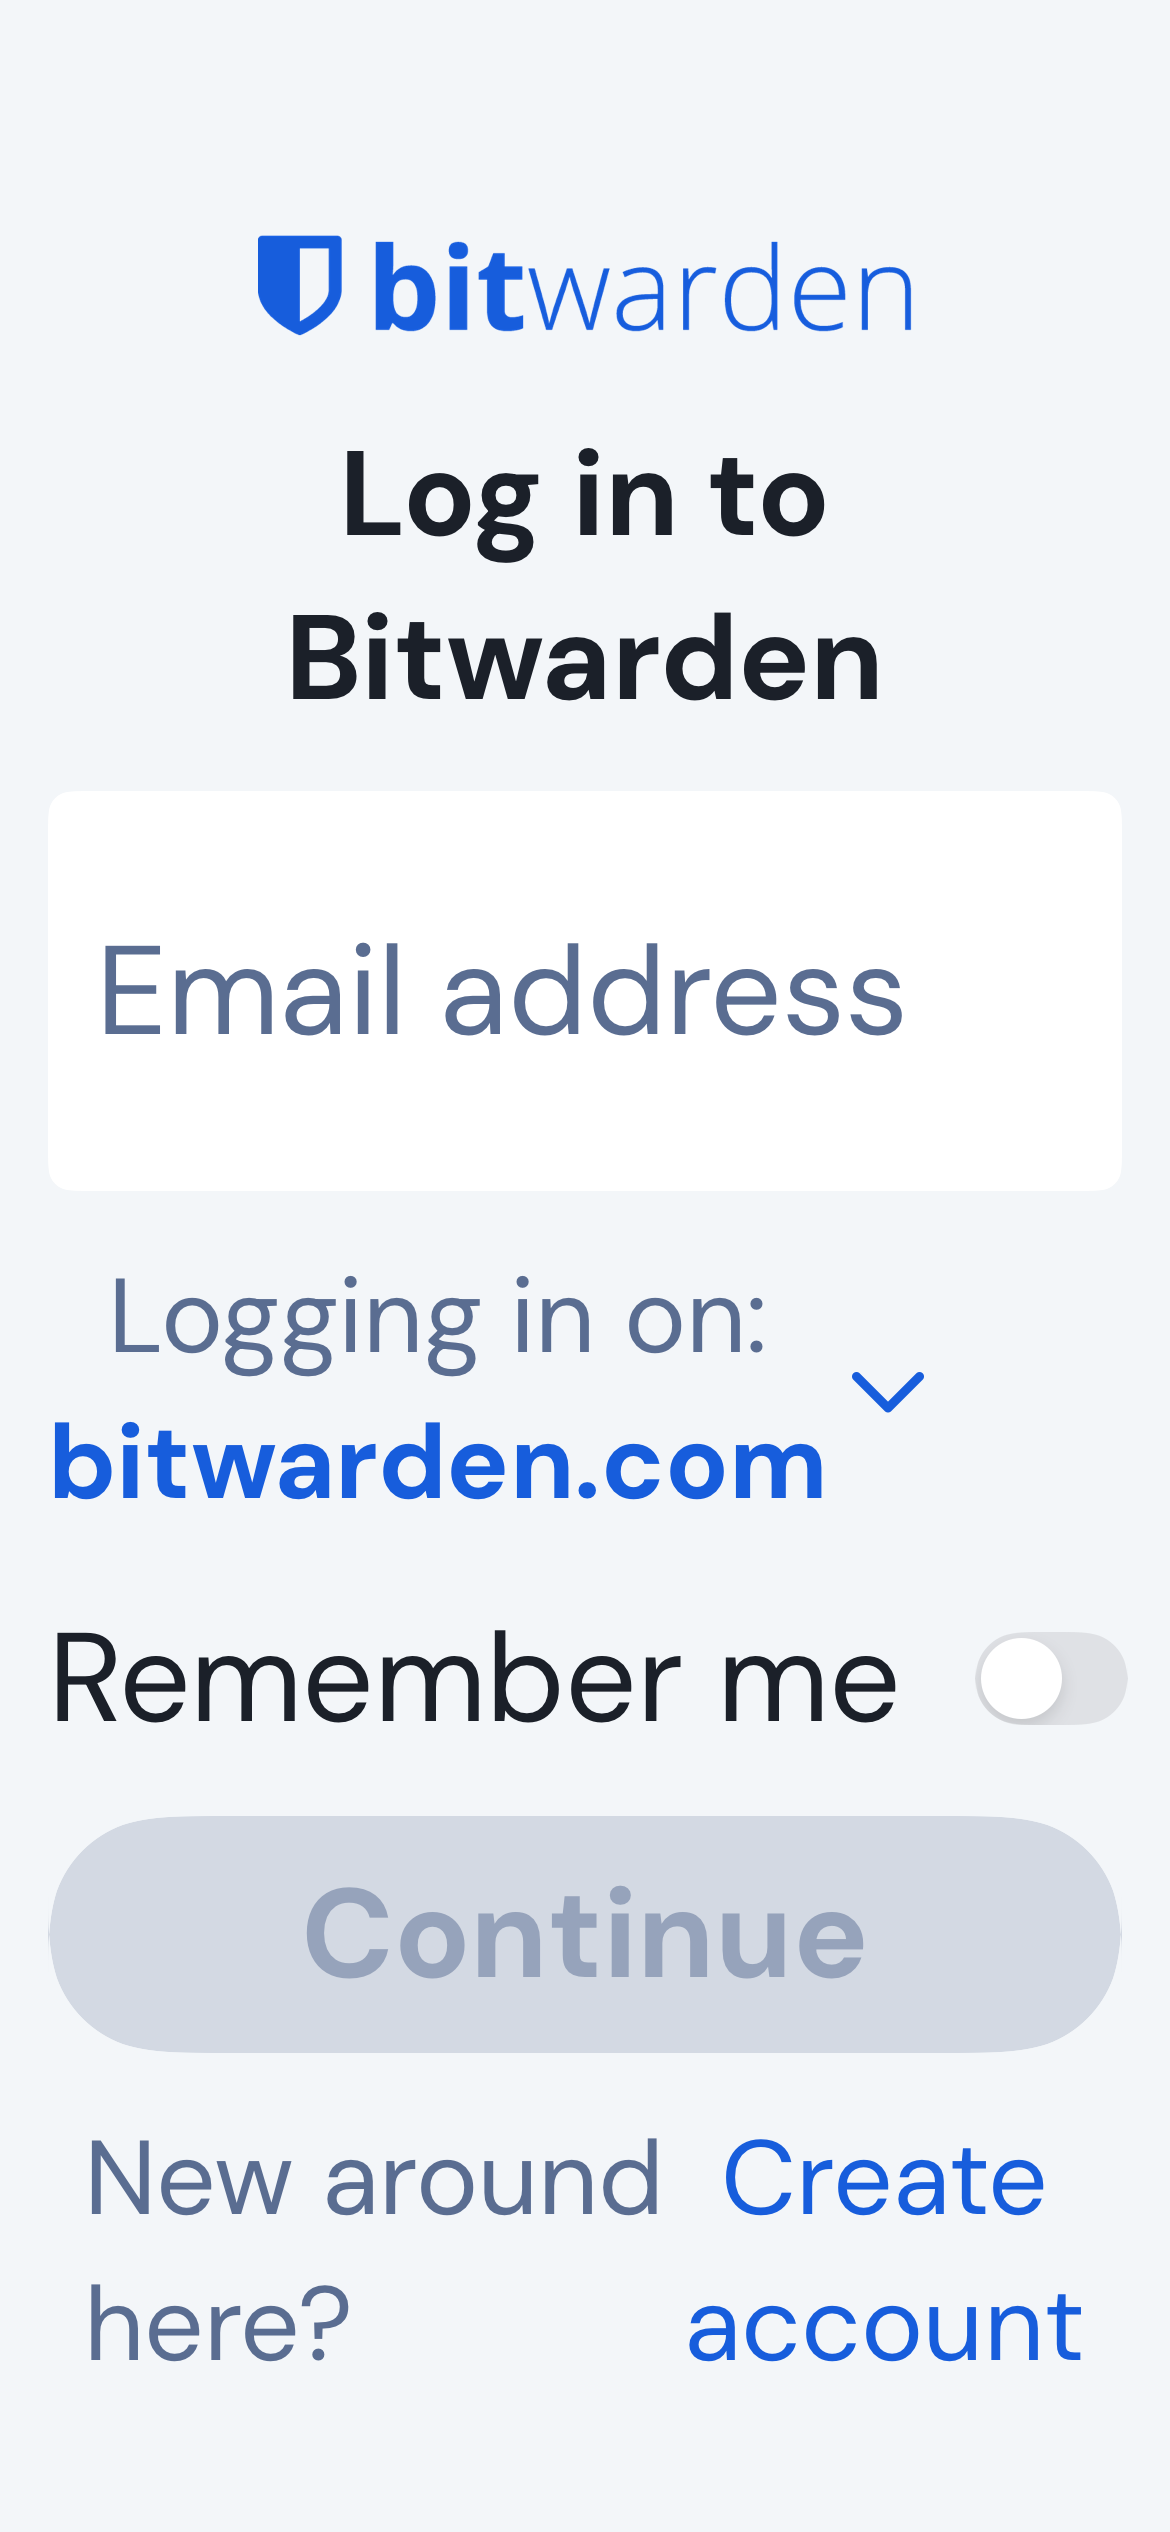 bitwarden
Log in to
Bitwarden
Email address
Logging in on:
bitwarden.com
Remember me
Continue
New around
here?
Create
account